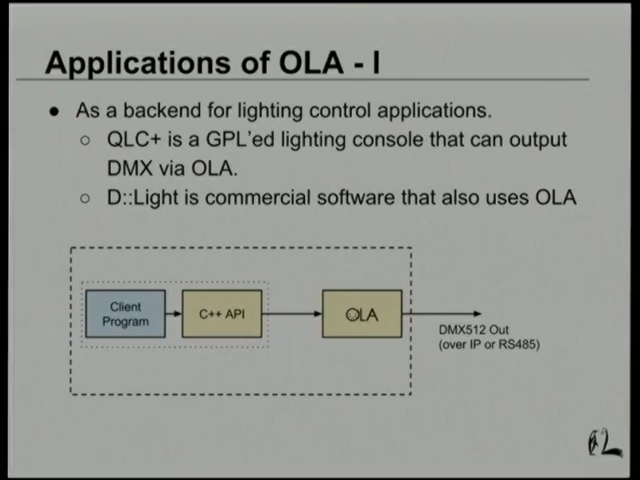 Applications of OLA - I
● As a backend for lighting control applications.
○ QLC+ is a GPL'ed lighting console that can output
DMX via OLA.
○ D::Light is commercial software that also uses OLA
Client
Program
C++ API
OLA
DMX512 Out
(over IP or RS485)